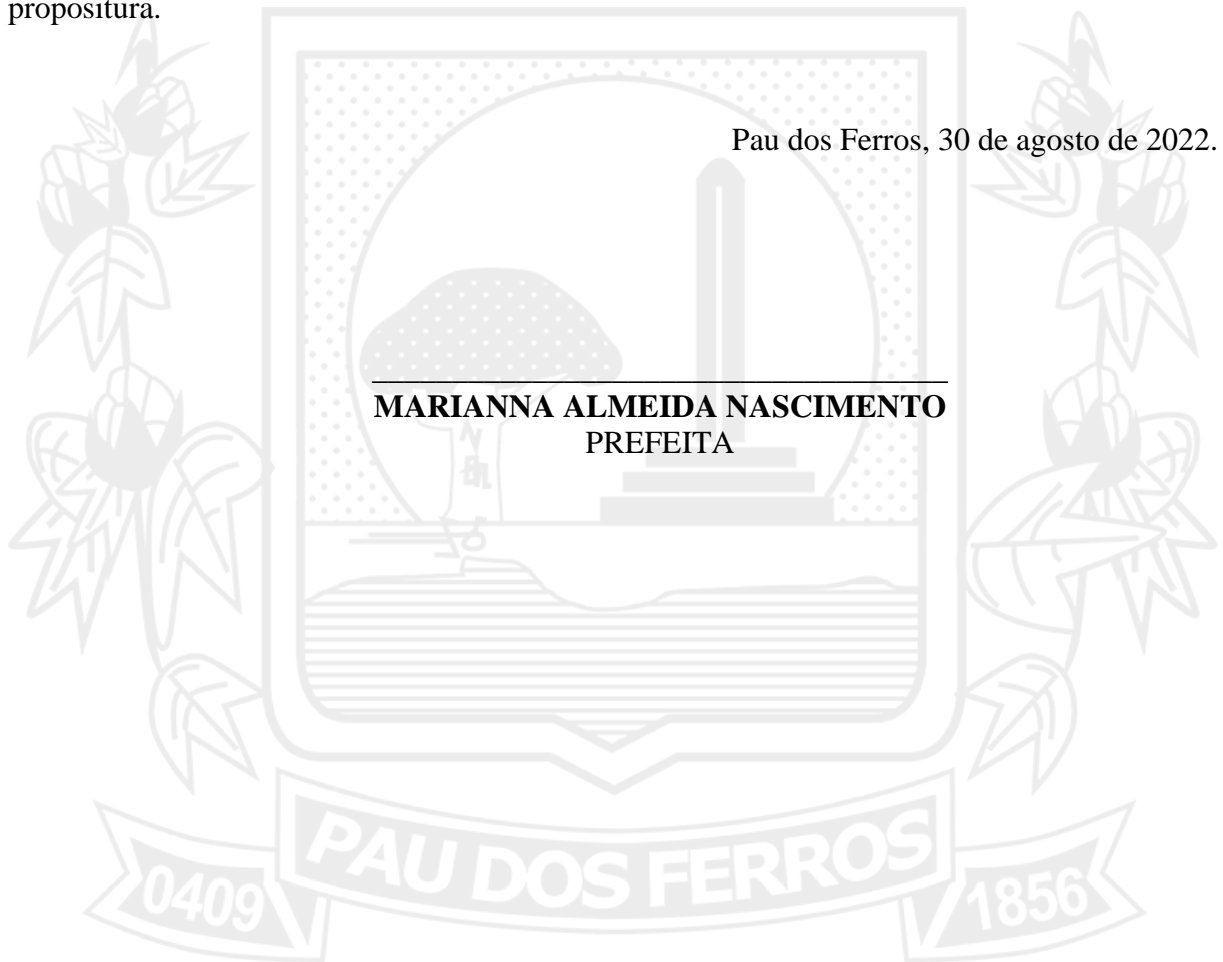 propositura.
Pau dos Ferros, 30 de agosto de 2022.
MARIANNA ALMEIDA NASCIMENTO
PREFEITA
PAU DOS FERROS
0409
1856